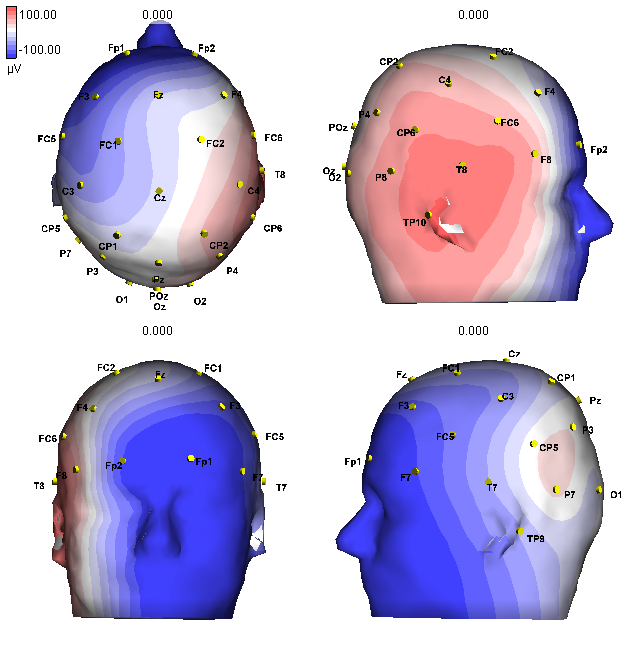 100.00
-100.00
µV
0.000
Fp1 Fp2
F3 Fz F4
FC5 FC1 FC2 FC6
T8
C3 Cz C4
CP5 CP1 CP2 CP6
P7 P3 Pz P4
O1 POz O2
Oz
0.000
CP2 FC2
C4 F4
P4 FC6
POz CP6 Fp2
Oz P8 T8 F8
O2
TP10
0.000
FC2 Fz FC1
F4 F3
FC6 FC5
F8 Fp2 Fp1 F7
T8 T7
0.000
Cz
Fz FC1 CP1
F3 C3 Pz
FC5 P3
Fp1 CP5
F7 T7 P7 O1
TP9